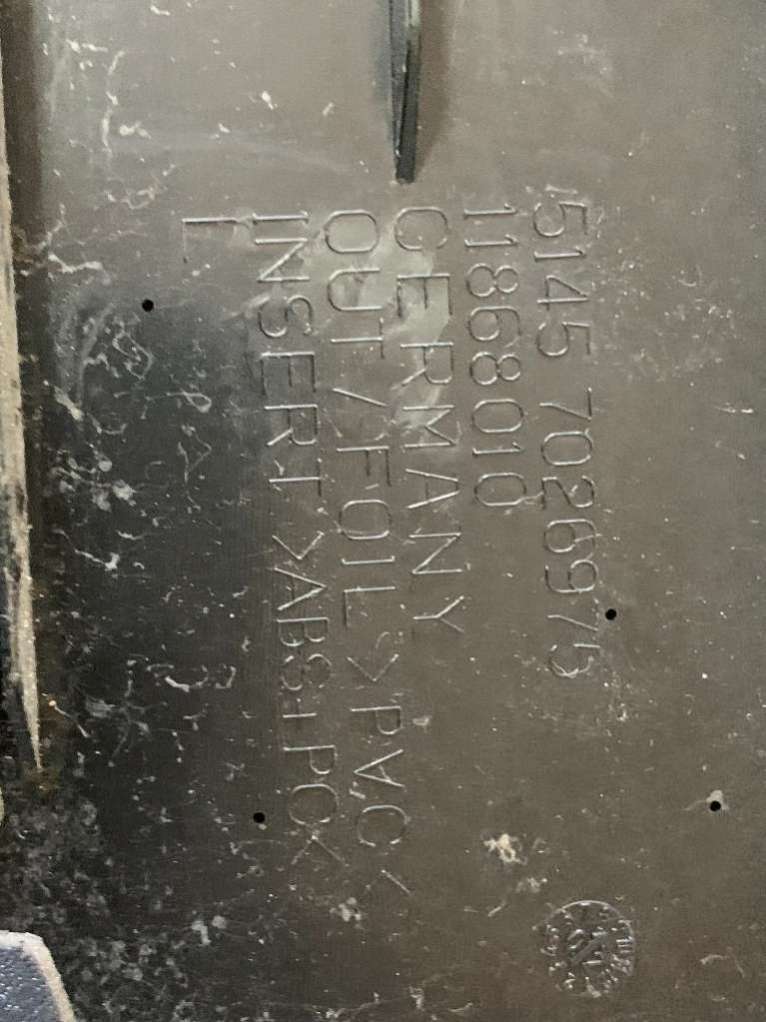 5145 7026975
11868010
GERMANY
OUT/FOIL >PVC<
INSERT >ABS+PC<
L